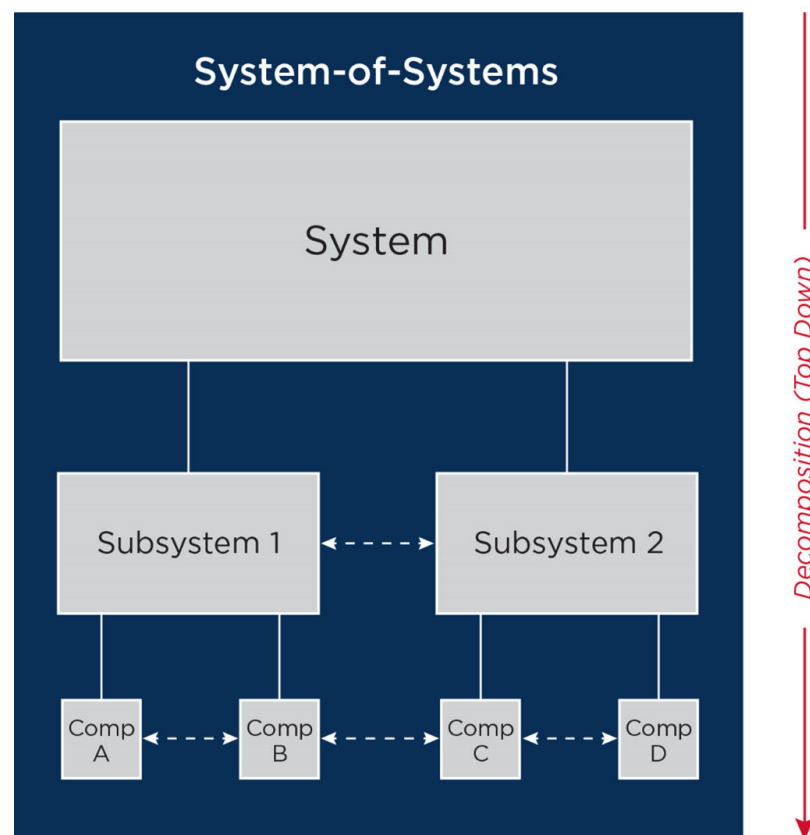 System-of-Systems
System
Subsystem 1
Subsystem 2
Comp
A
Comp
B
Comp
C
Comp
D
Decomposition (Top Down)